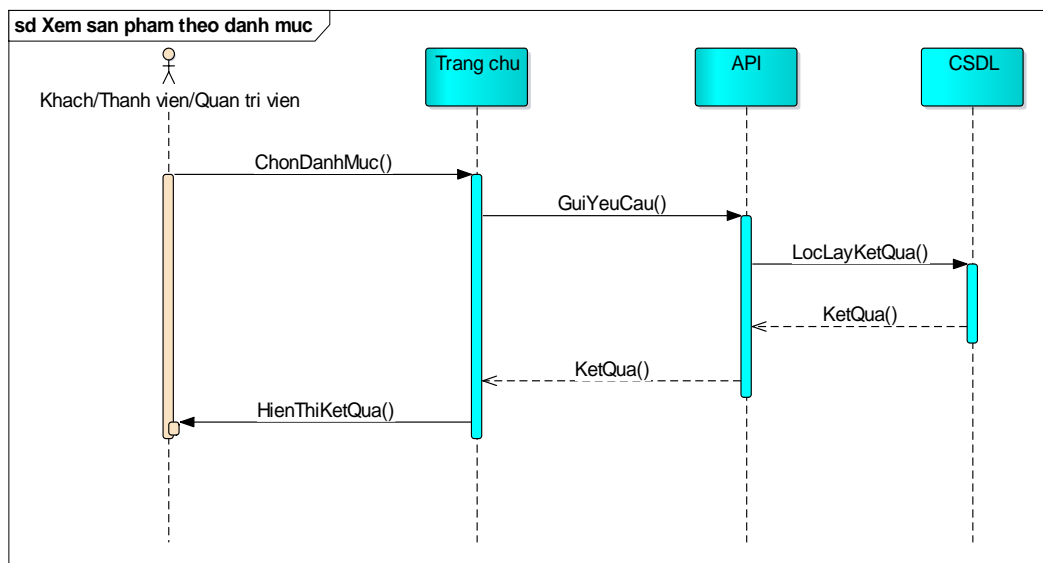 sd Xem san pham theo danh muc
Khach/Thanh vien/Quan tri vien
Trang chu
API
CSDL
ChonDanhMuc()
GuiYeuCau()
LocLayKetQua()
KetQua()
KetQua()
HienThiKetQua()